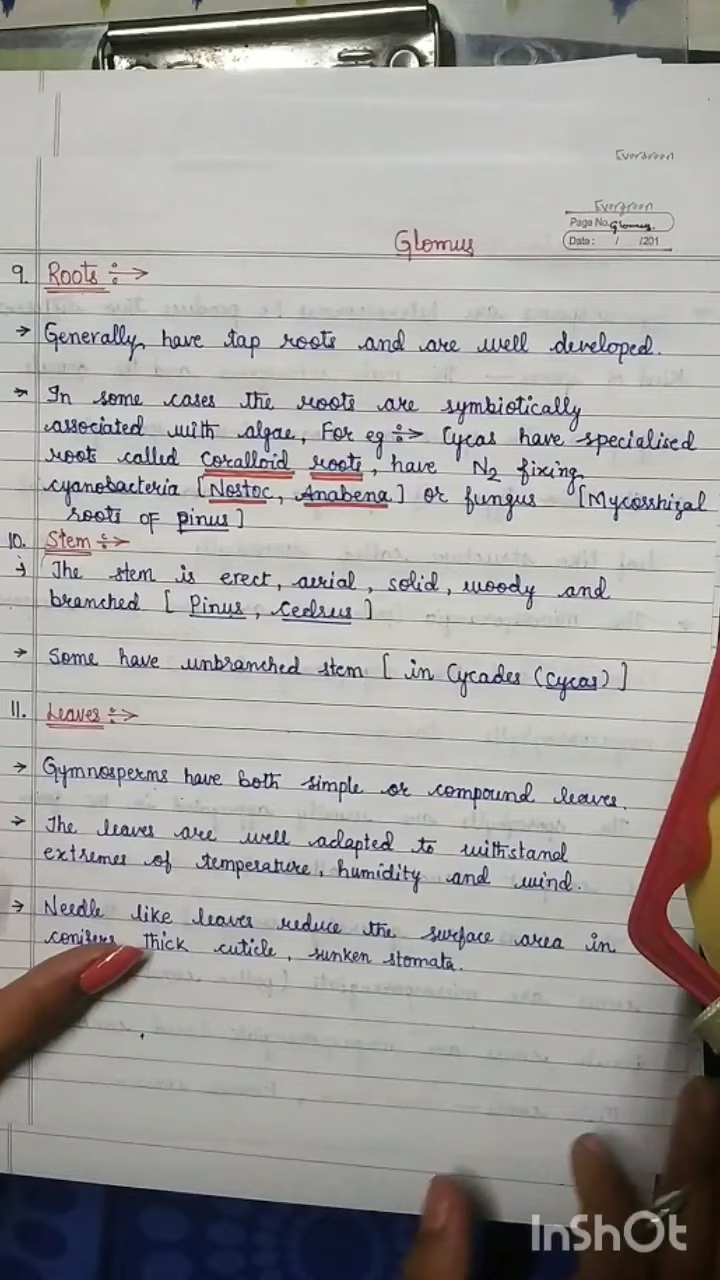 Evergreen
Evergreen
Page No. Glomus.
Date : / /201
Glomus
9. Roots ÷→
→ Generally have tap roots and are well developed.
→ In some cases the roots are symbiotically
associated with algae, For eg ÷→ Cycas have specialised
roots called coralloid roots, have N2 fixing
cyanobacteria [Nostoc, Anabena] or fungus [Mycorrhizal
roots of pinus]
10. Stem ÷→
→ The stem is erect, aerial, solid, woody and
branched [ Pinus, Cedrus ]
→ Some have unbranched stem [ in Cycades (cycas) ]
11. Leaves ÷→
→ Gymnosperms have both simple or compound leaves.
→ The leaves are well adapted to withstand
extremes of temperature, humidity and wind.
→ Needle like leaves reduce the surface area in
conifers thick cuticle, sunken stomata.
InShOt